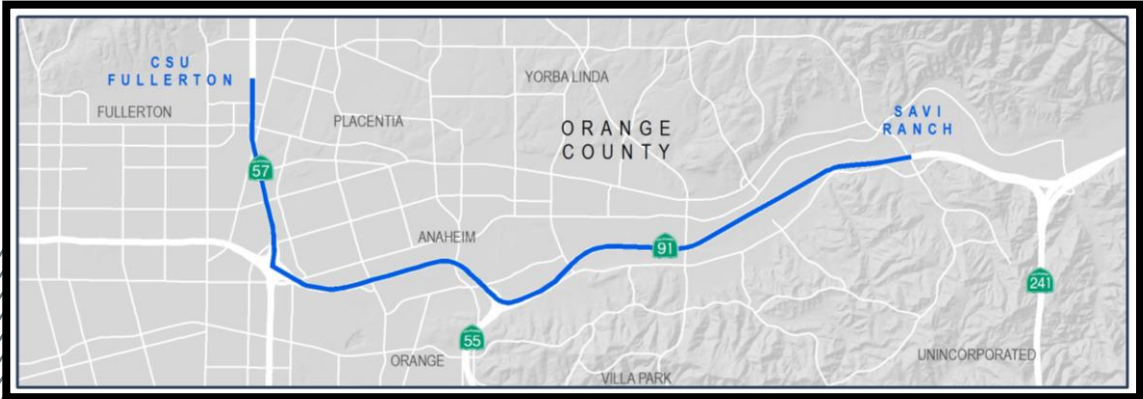 CSU
FULLERTON
YORBA LINDA
FULLERTON
SAVI
RANCH
PLACENTIA
ORANGE
COUNTY
57
ANAHEIM
91
241
55
ORANGE
UNINCORPORATED
VILLA PARK